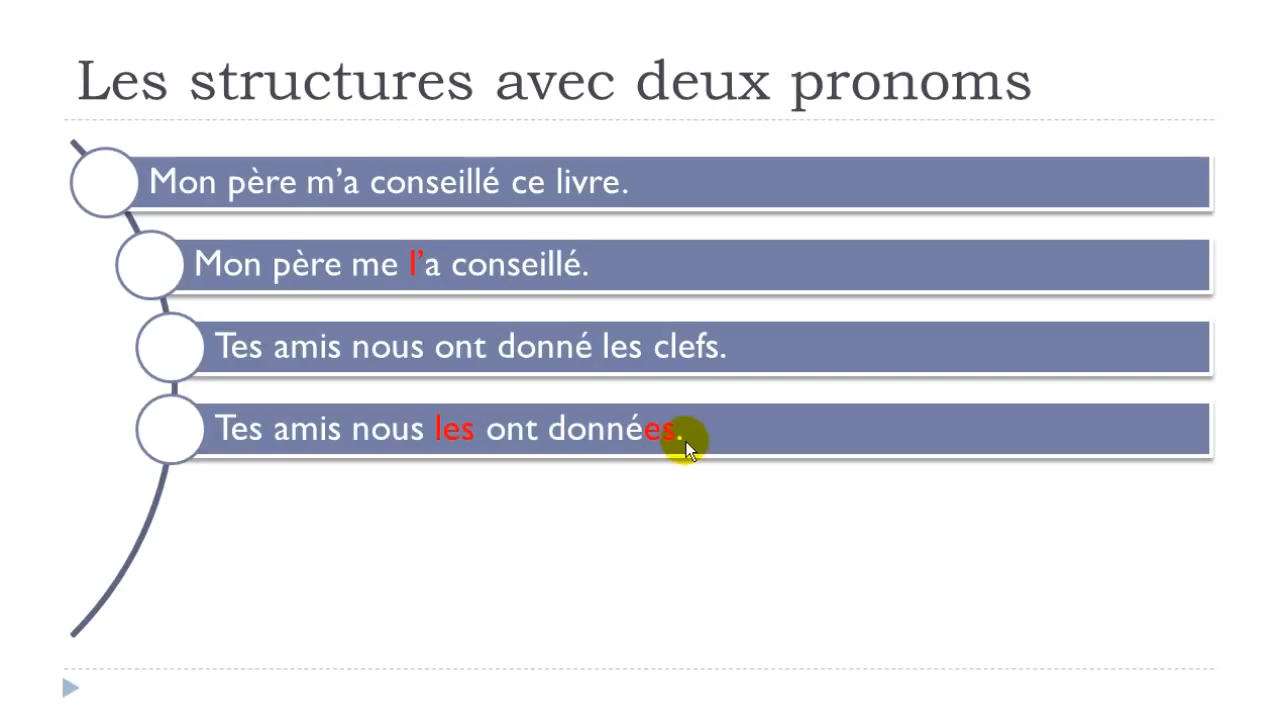 Les structures avec deux pronoms
Mon père m’a conseillé ce livre.
Mon père me l’a conseillé.
Tes amis nous ont donné les clefs.
Tes amis nous les ont données.